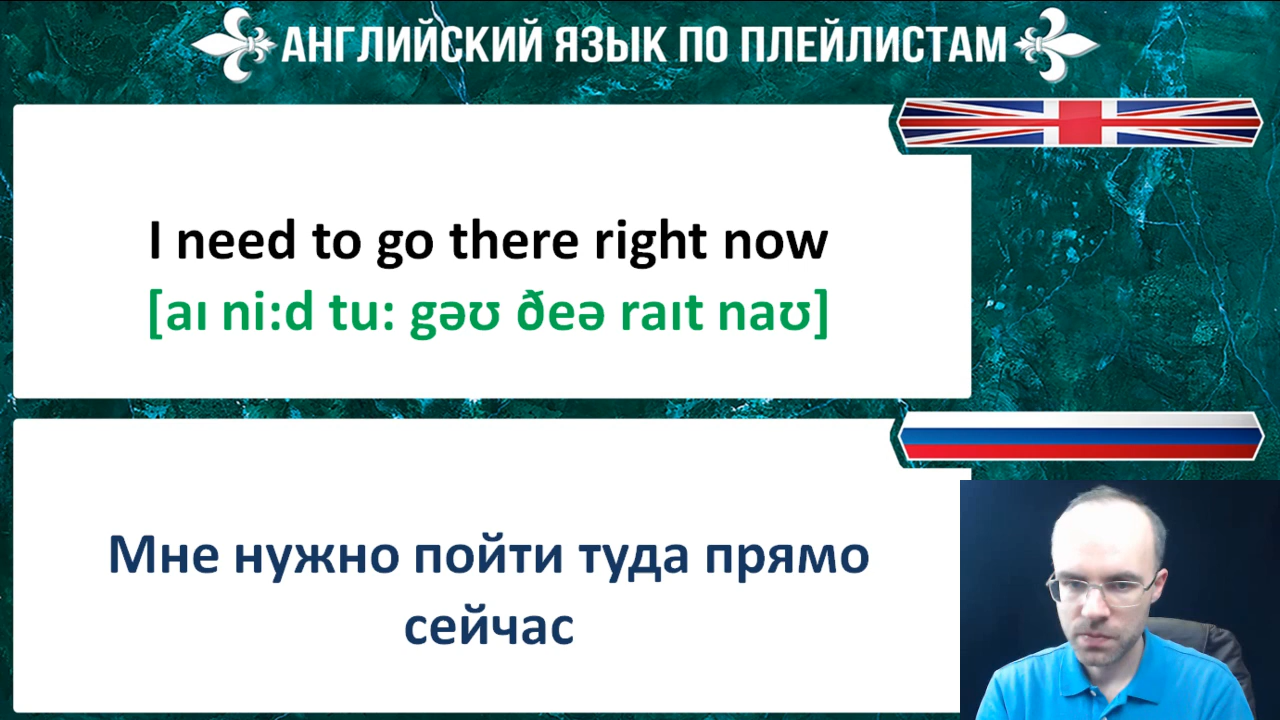 АНГЛИЙСКИЙ ЯЗЫК ПО ПЛЕЙЛИСТАМ
I need to go there right now
[aɪ ni:d tu: gəʊ ðeə raɪt naʊ]
Мне нужно пойти туда прямо
сейчас